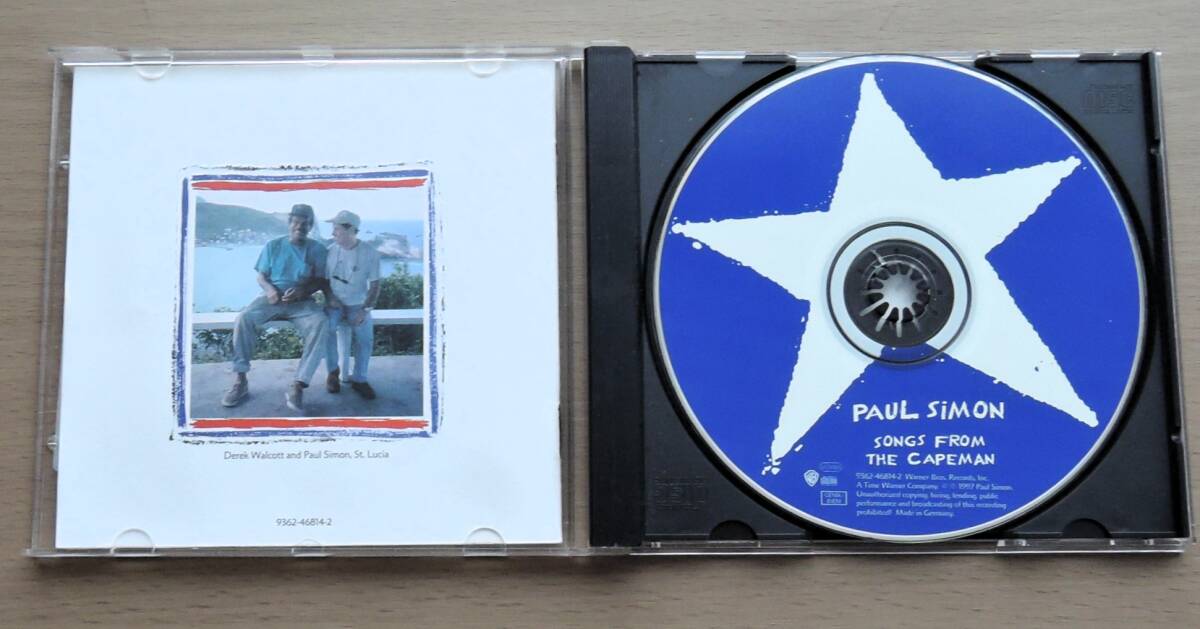 Derek Walcott and Paul Simon, St. Lucia
9362-46814-2
PAUL SiMON
SONGS FROM
THE CAPEMAN
9362-46814-2 Warner Bros. Records, Inc.
A Time Warner Company. ℗ © 1997 Paul Simon.
Unauthorized copying, hiring, lending, public
performance and broadcasting of this recording
prohibited! Made in Germany.
GEMA
BIEM